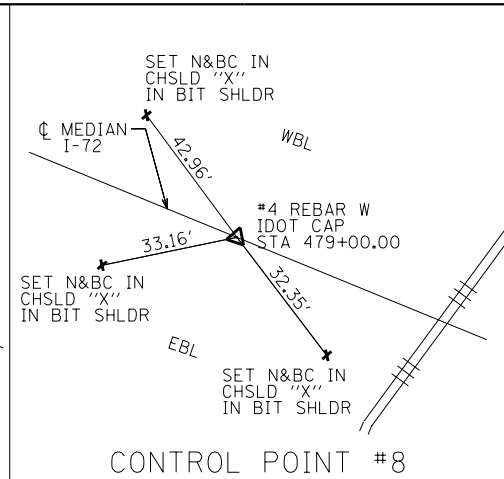 SET N&BC IN
CHSLD "X"
IN BIT SHLDR
℄ MEDIAN
I-72
42.96'
WBL
#4 REBAR W
IDOT CAP
STA 479+00.00
33.16'
SET N&BC IN
CHSLD "X"
IN BIT SHLDR
32.35'
EBL
SET N&BC IN
CHSLD "X"
IN BIT SHLDR
CONTROL POINT #8